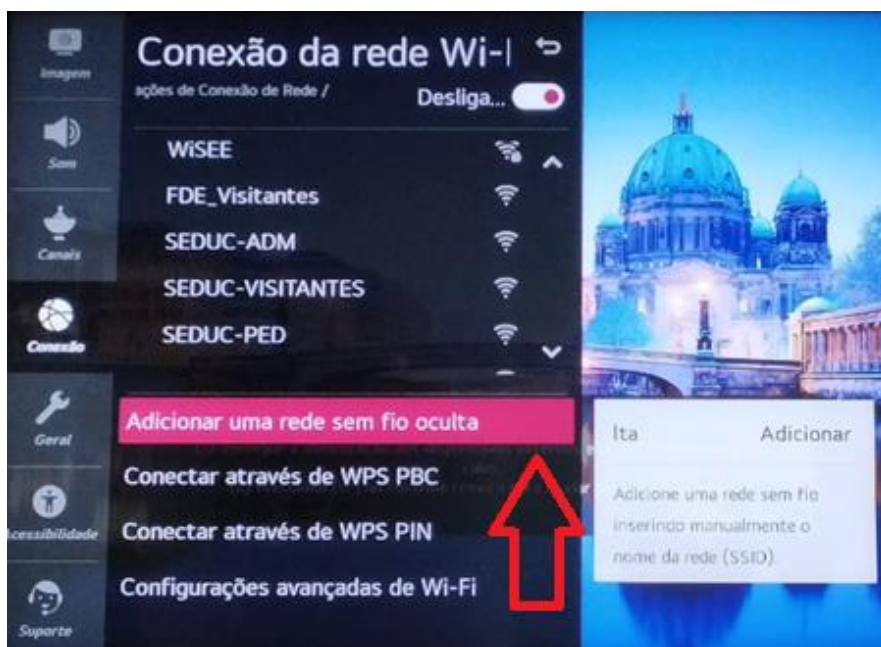 Imagem
Som
Canais
Conexão
Geral
Acessibilidade
Suporte
Conexão da rede Wi-
ações de Conexão de Rede /
Desliga...
WiSEE
FDE_Visitantes
SEDUC-ADM
SEDUC-VISITANTES
SEDUC-PED
Adicionar uma rede sem fio oculta
Conectar através de WPS PBC
Conectar através de WPS PIN
Configurações avançadas de Wi-Fi
lta Adicionar
Adicione uma rede sem fio
inserindo manualmente o
nome da rede (SSID).